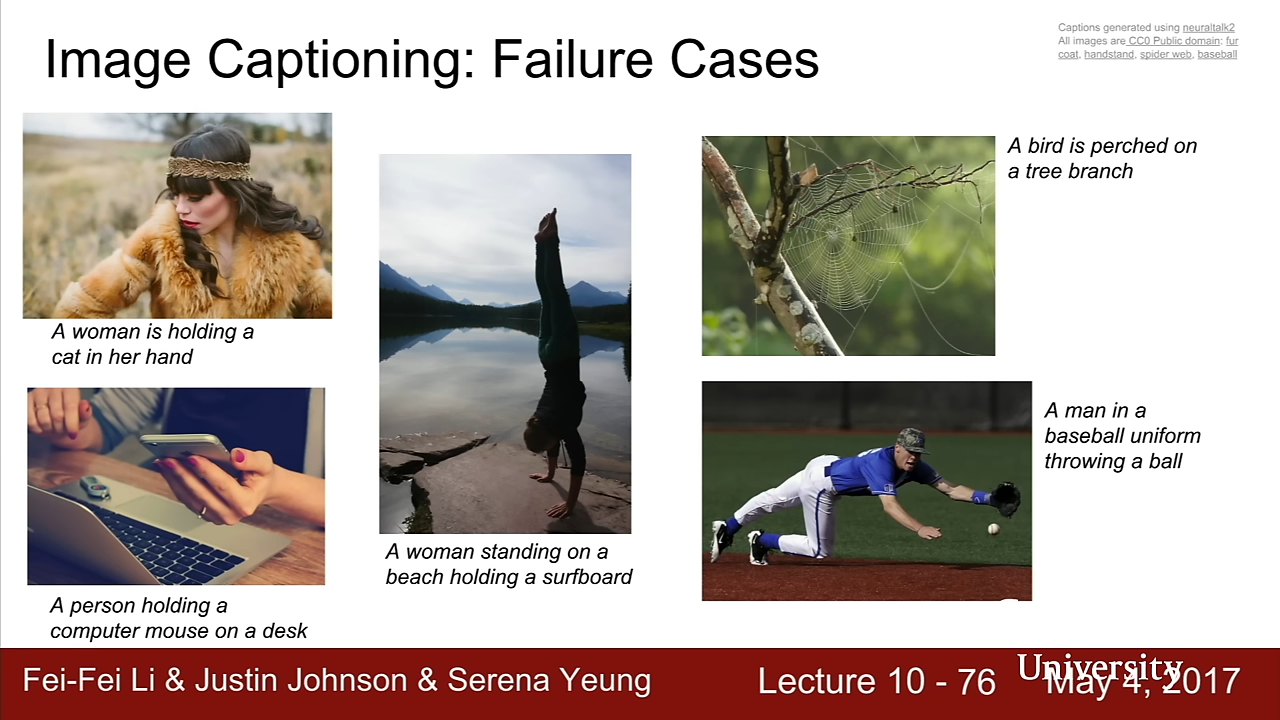 Image Captioning: Failure Cases
Captions generated using neuraltalk2
All images are CC0 Public domain: fur
coat, handstand, spider web, baseball
A woman is holding a
cat in her hand
A person holding a
computer mouse on a desk
A woman standing on a
beach holding a surfboard
A bird is perched on
a tree branch
A man in a
baseball uniform
throwing a ball
Fei-Fei Li & Justin Johnson & Serena Yeung
Lecture 10 - 76
University
May 4, 2017